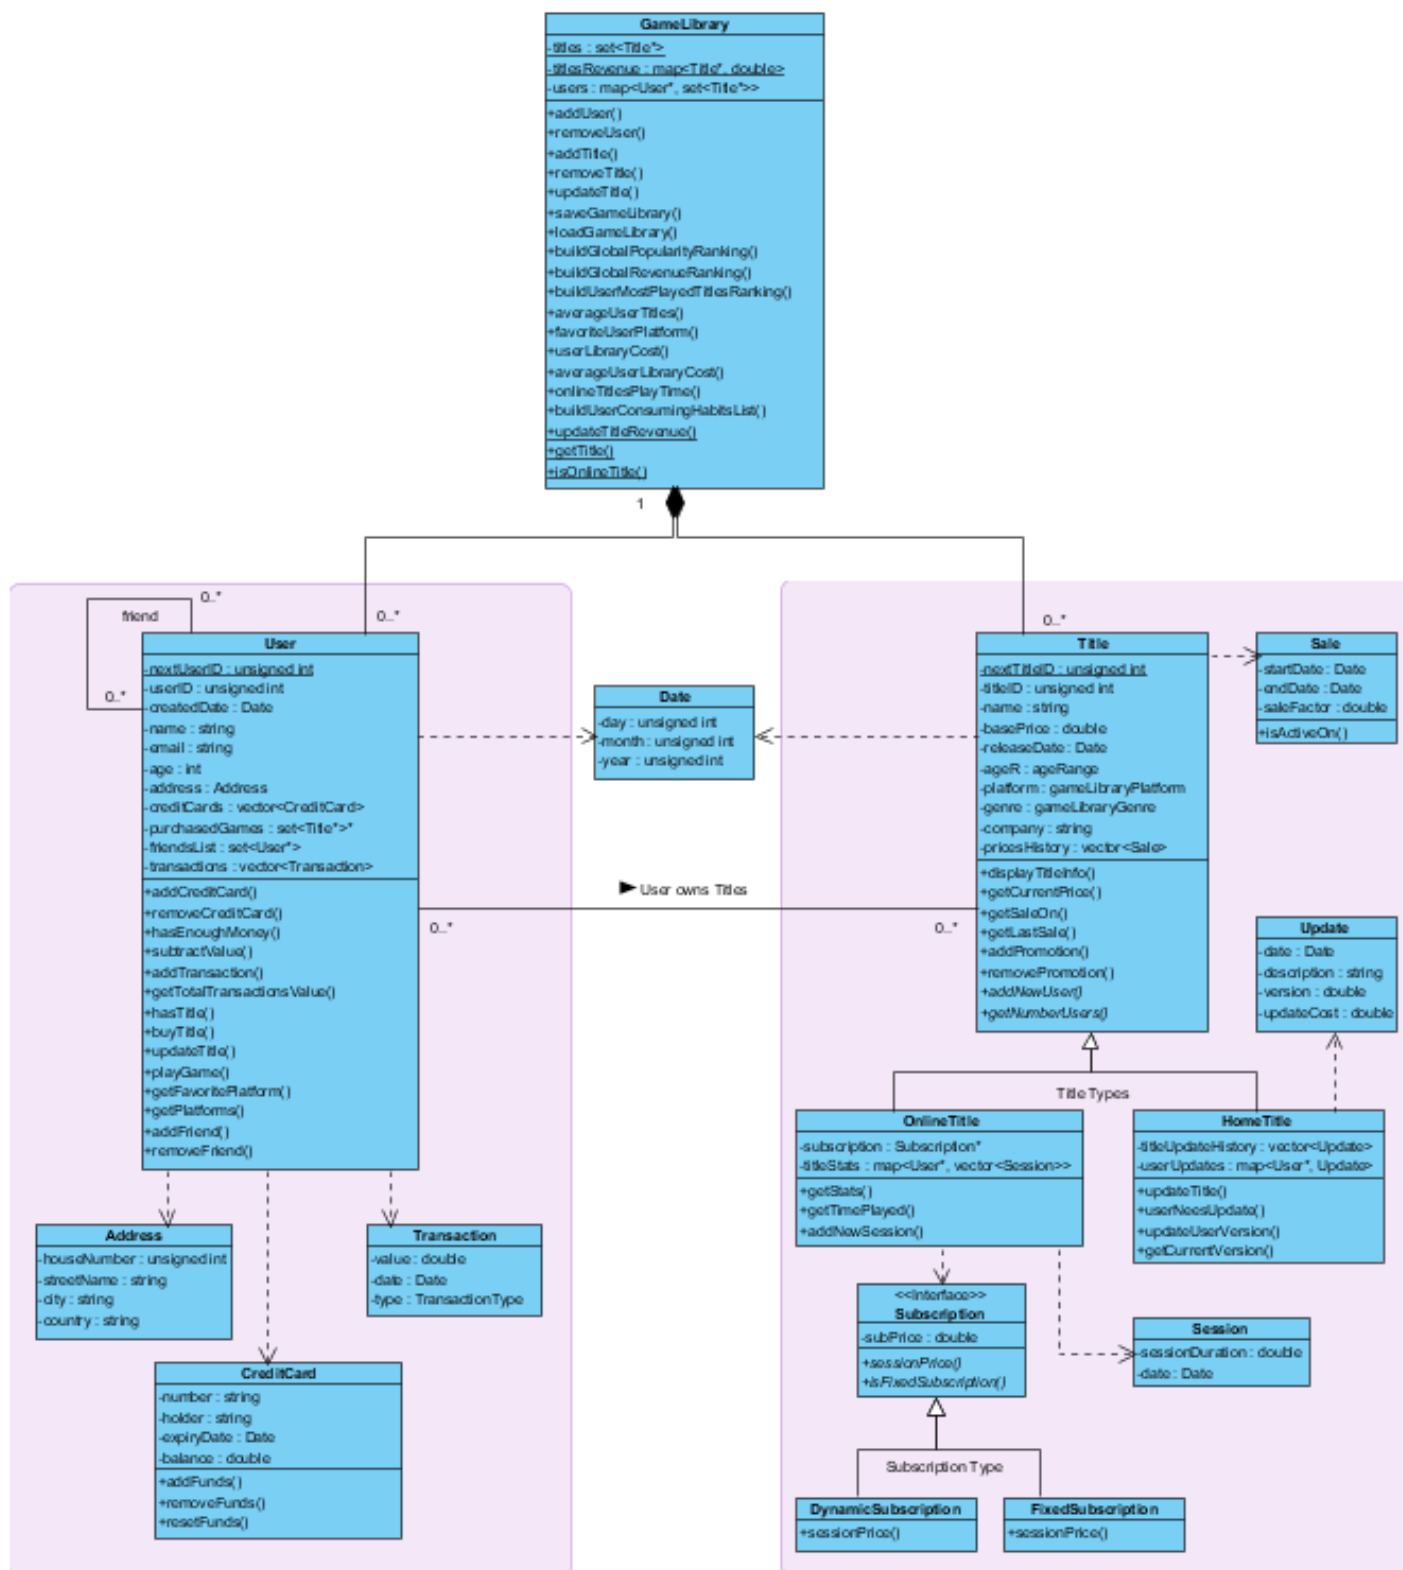 GameLibrary
-titles : set<Title*>
-titlesRevenue : map<Title*, double>
-users : map<User*, set<Title*>>
+addUser()
+removeUser()
+addTitle()
+removeTitle()
+updateTitle()
+saveGameLibrary()
+loadGameLibrary()
+buildGlobalPopularityRanking()
+buildGlobalRevenueRanking()
+buildUserMostPlayedTitlesRanking()
+averageUserTitles()
+favoriteUserPlatform()
+userLibraryCost()
+averageUserLibraryCost()
+onlineTitlesPlayTime()
+buildUserConsumingHabitsList()
+updateTitleRevenue()
+getTitle()
+isOnlineTitle()
1
0..*
friend
0..*
0..*
User
-nextUserID : unsigned int
-userID : unsigned int
-createdDate : Date
-name : string
-email : string
-age : int
-address : Address
-creditCards : vector<CreditCard>
-purchasedGames : set<Title*>*
-friendsList : set<User*>
-transactions : vector<Transaction>
+addCreditCard()
+removeCreditCard()
+hasEnoughMoney()
+subtractValue()
+addTransaction()
+getTotalTransactionsValue()
+hasTitle()
+buyTitle()
+updateTitle()
+playGame()
+getFavoritePlatform()
+getPlatforms()
+addFriend()
+removeFriend()
Date
-day : unsigned int
-month : unsigned int
-year : unsigned int
0..*
Title
-nextTitleID : unsigned int
-titleID : unsigned int
-name : string
-basePrice : double
-releaseDate : Date
-ageR : ageRange
-platform : gameLibraryPlatform
-genre : gameLibraryGenre
-company : string
-pricesHistory : vector<Sale>
+displayTitleInfo()
+getCurrentPrice()
+getSaleOn()
+getLastSale()
+addPromotion()
+removePromotion()
+addNewUser()
+getNumberUsers()
Sale
-startDate : Date
-endDate : Date
-saleFactor : double
+isActiveOn()
User owns Titles
0..*
0..*
Update
-date : Date
-description : string
-version : double
-updateCost : double
Title Types
OnlineTitle
-subscription : Subscription*
-titleStats : map<User*, vector<Session>>
+getStats()
+getTimePlayed()
+addNewSession()
HomeTitle
-titleUpdateHistory : vector<Update>
-userUpdates : map<User*, Update>
+updateTitle()
+userNeesUpdate()
+updateUserVersion()
+getCurrentVersion()
Address
-houseNumber : unsigned int
-streetName : string
-city : string
-country : string
Transaction
-value : double
-date : Date
-type : TransactionType
CreditCard
-number : string
-holder : string
-expiryDate : Date
-balance : double
+addFunds()
+removeFunds()
+resetFunds()
<<Interface>>
Subscription
-subPrice : double
+sessionPrice()
+isFixedSubscription()
Session
-sessionDuration : double
-date : Date
Subscription Type
DynamicSubscription
+sessionPrice()
FixedSubscription
+sessionPrice()